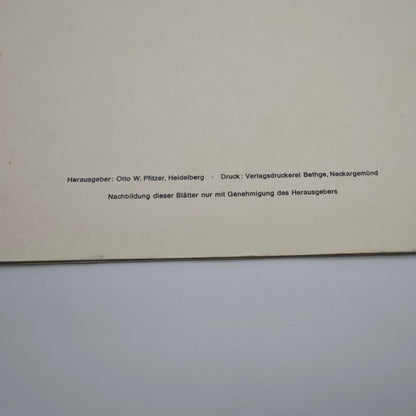 Herausgeber: Otto W. Pfitzer, Heidelberg · Druck: Verlagsdruckerei Bethge, Neckargemünd
Nachbildung dieser Blätter nur mit Genehmigung des Herausgebers